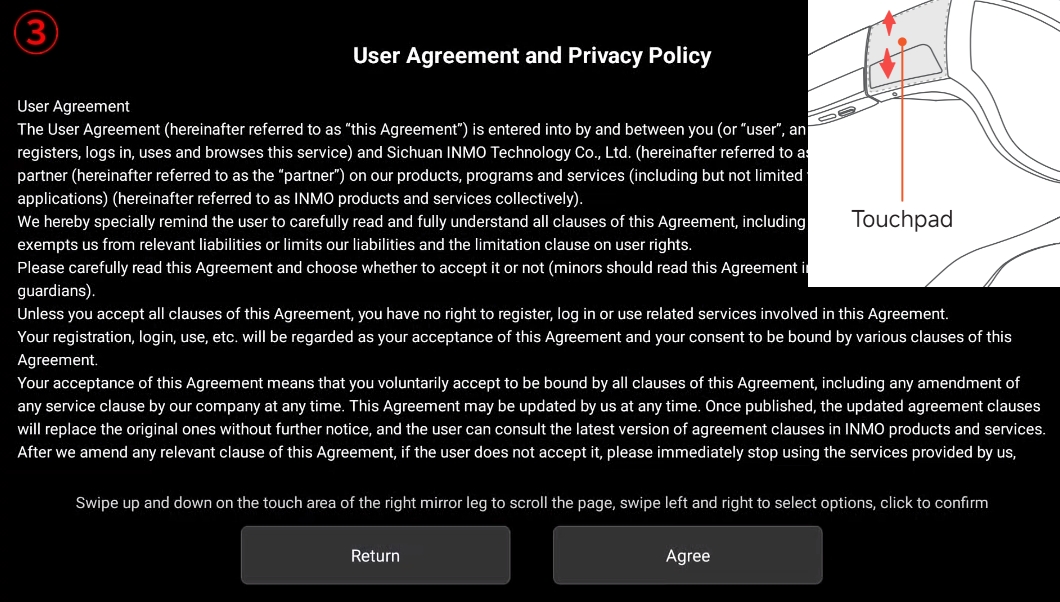 3
User Agreement and Privacy Policy
User Agreement
The User Agreement (hereinafter referred to as “this Agreement”) is entered into by and between you (or “user”, an
registers, logs in, uses and browses this service) and Sichuan INMO Technology Co., Ltd. (hereinafter referred to as
partner (hereinafter referred to as the “partner”) on our products, programs and services (including but not limited
applications) (hereinafter referred to as INMO products and services collectively).
We hereby specially remind the user to carefully read and fully understand all clauses of this Agreement, including
exempts us from relevant liabilities or limits our liabilities and the limitation clause on user rights.
Please carefully read this Agreement and choose whether to accept it or not (minors should read this Agreement
guardians).
Unless you accept all clauses of this Agreement, you have no right to register, log in or use related services involved in this Agreement.
Your registration, login, use, etc. will be regarded as your acceptance of this Agreement and your consent to be bound by various clauses of this
Agreement.
Your acceptance of this Agreement means that you voluntarily accept to be bound by all clauses of this Agreement, including any amendment of
any service clause by our company at any time. This Agreement may be updated by us at any time. Once published, the updated agreement clauses
will replace the original ones without further notice, and the user can consult the latest version of agreement clauses in INMO products and services.
After we amend any relevant clause of this Agreement, if the user does not accept it, please immediately stop using the services provided by us,
Swipe up and down on the touch area of the right mirror leg to scroll the page, swipe left and right to select options, click to confirm
Return
Agree
Touchpad